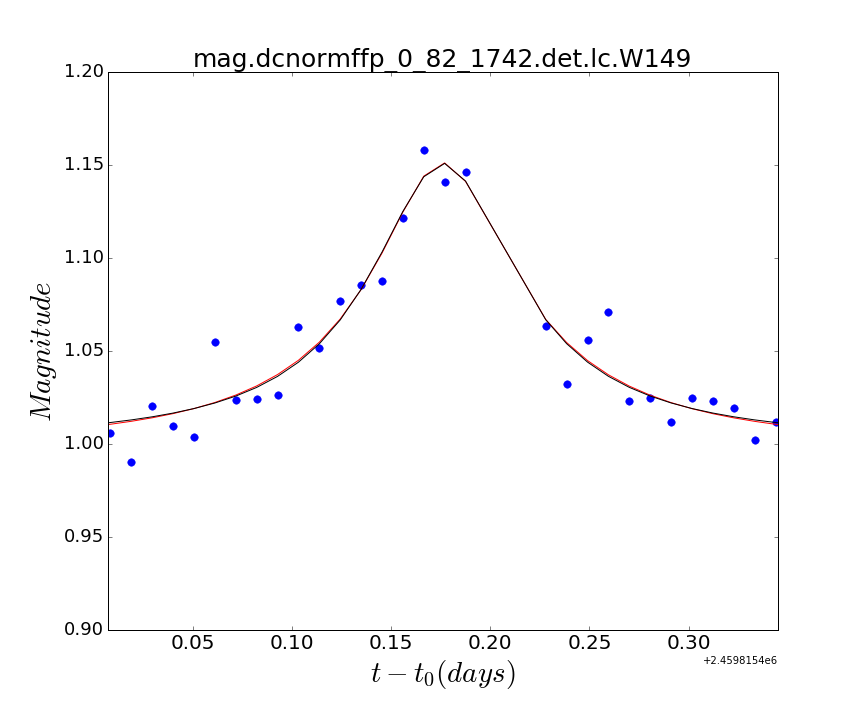 mag.dcnormffp_0_82_1742.det.lc.W149
1.20
1.15
1.10
1.05
1.00
0.95
0.90
Magnitude
0.05 0.10 0.15 0.20 0.25 0.30
+2.4598154e6
t − t₀(days)